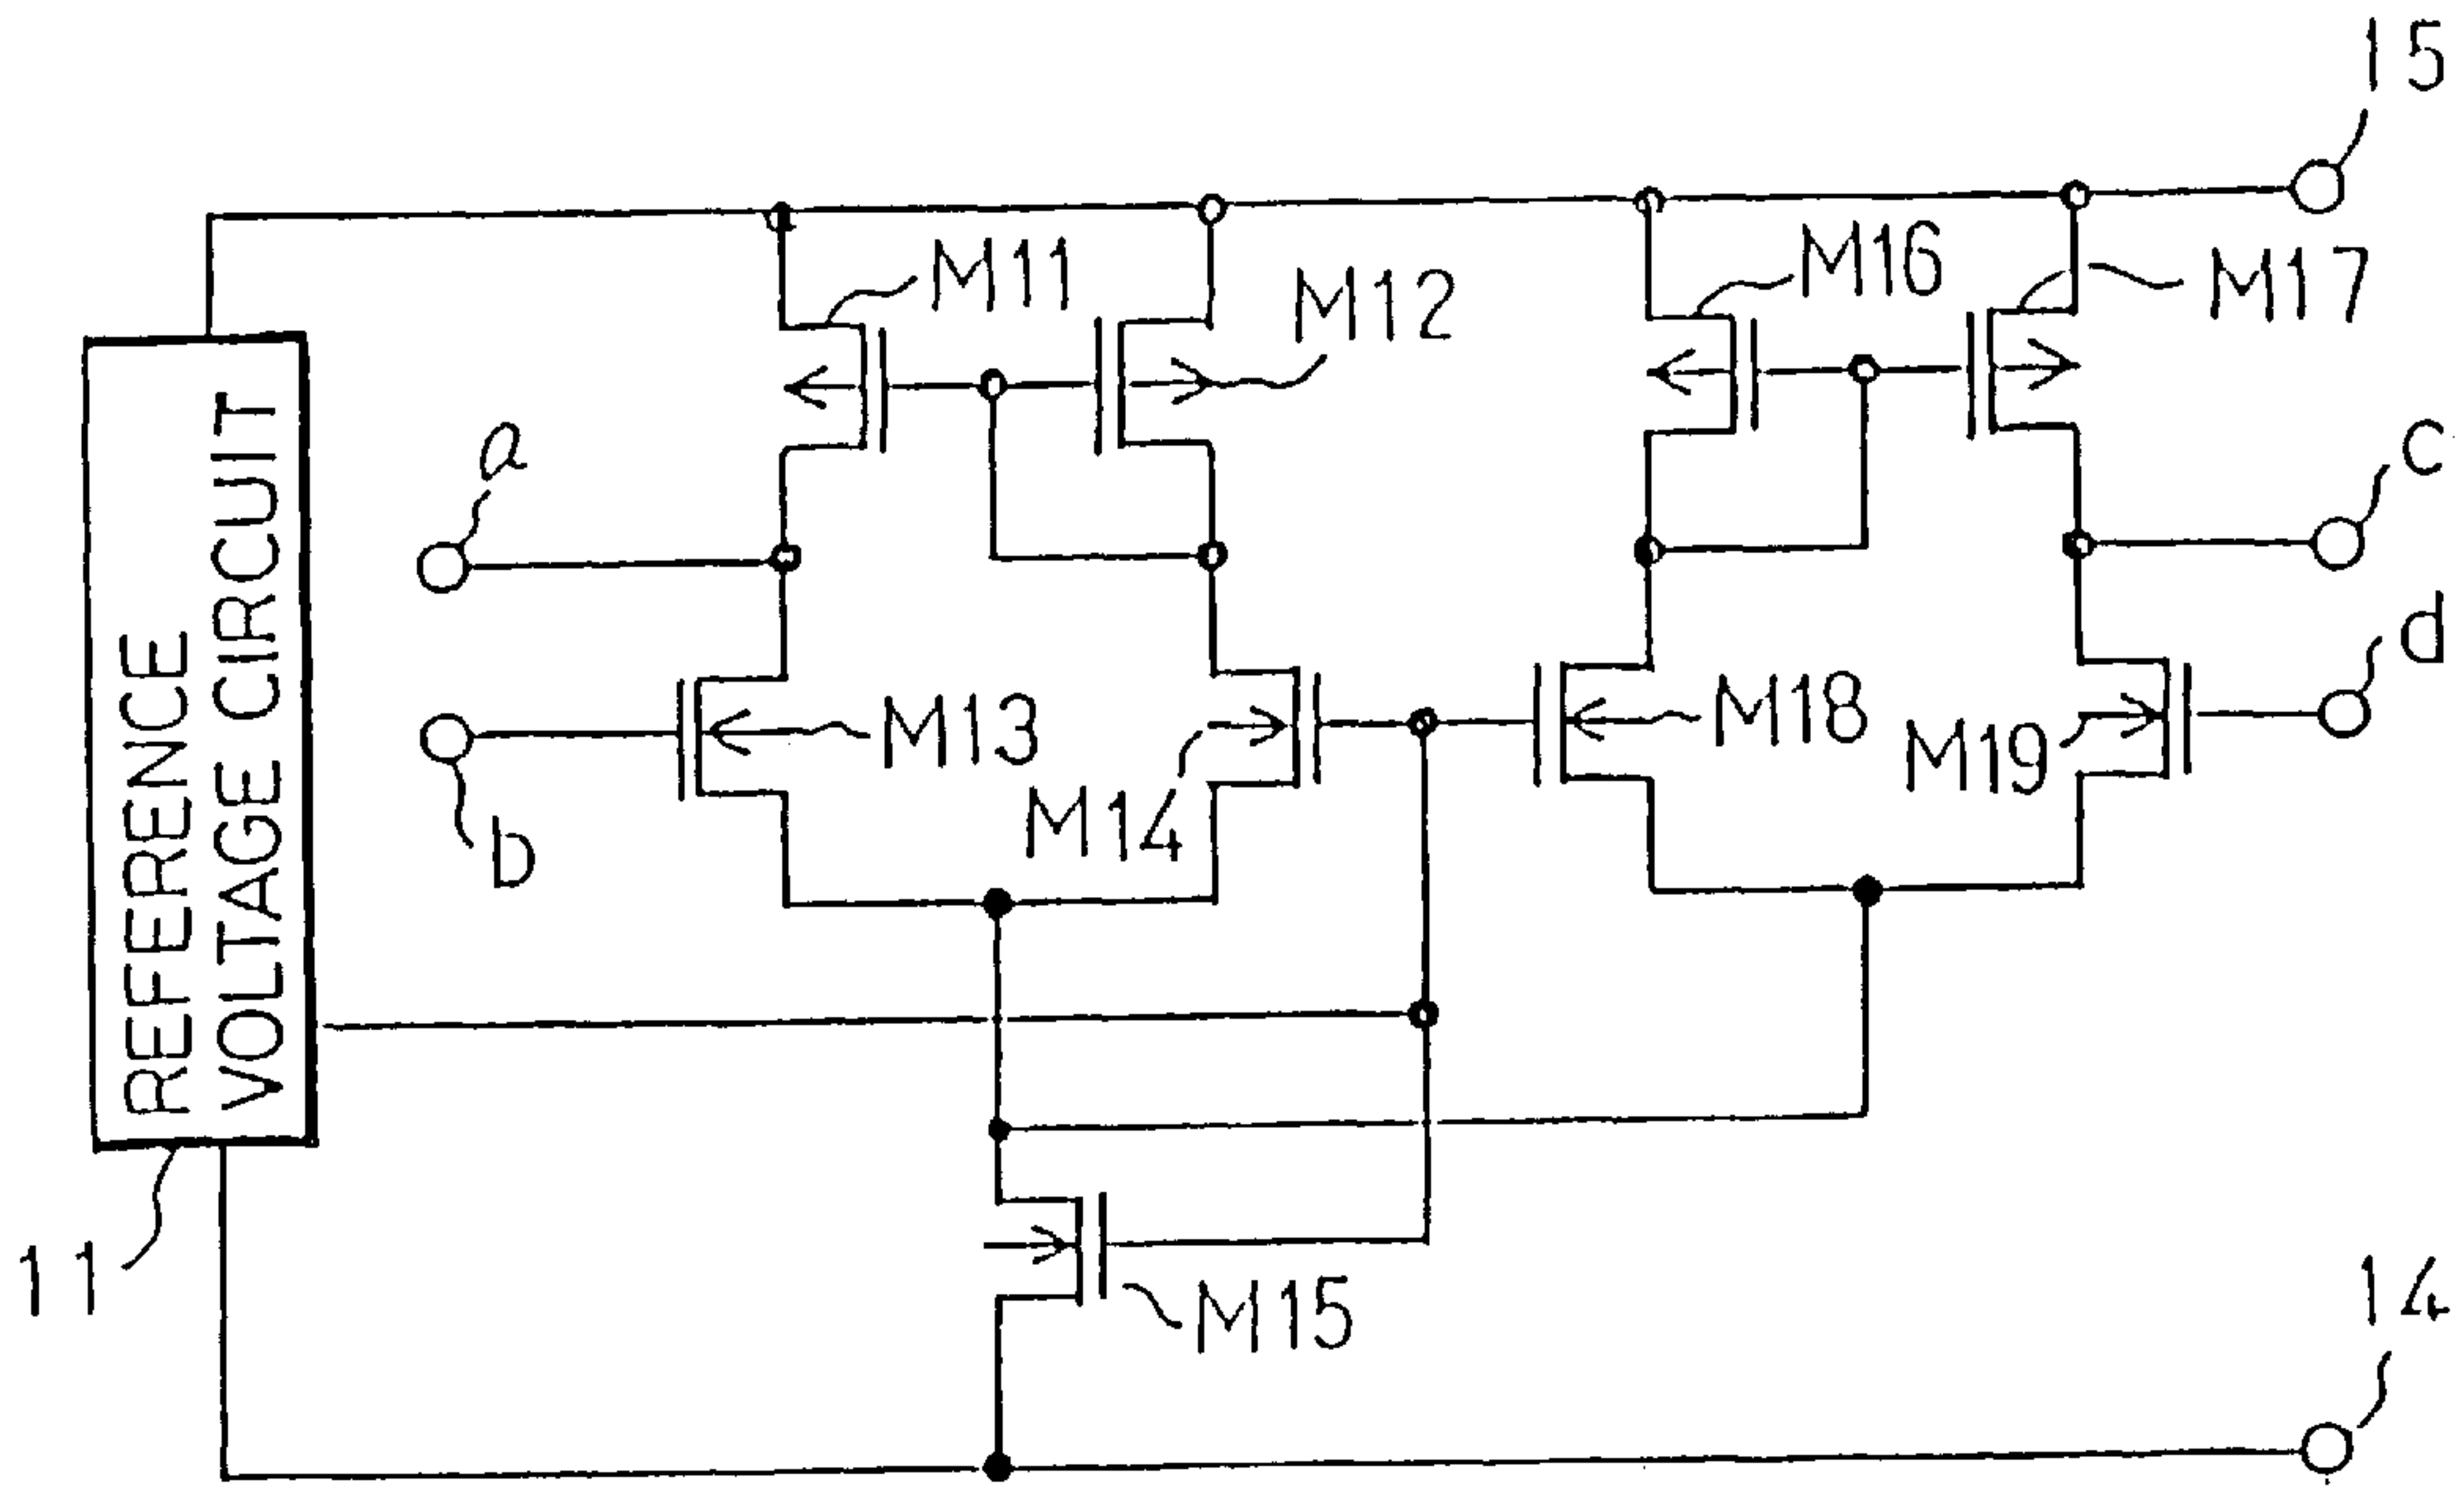 15
M11
M12
M16
M17
a
c
REFERENCE
VOLTAGE CIRCUIT
d
M13
M14
M18
M19
b
11
M15
14